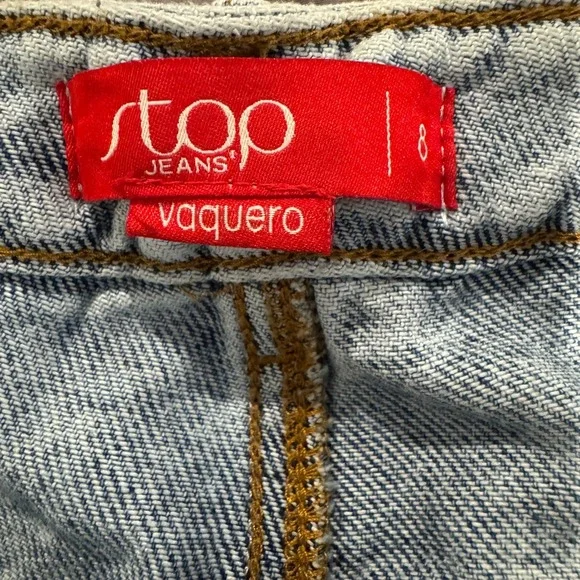 stop
JEANS
8
vaquero